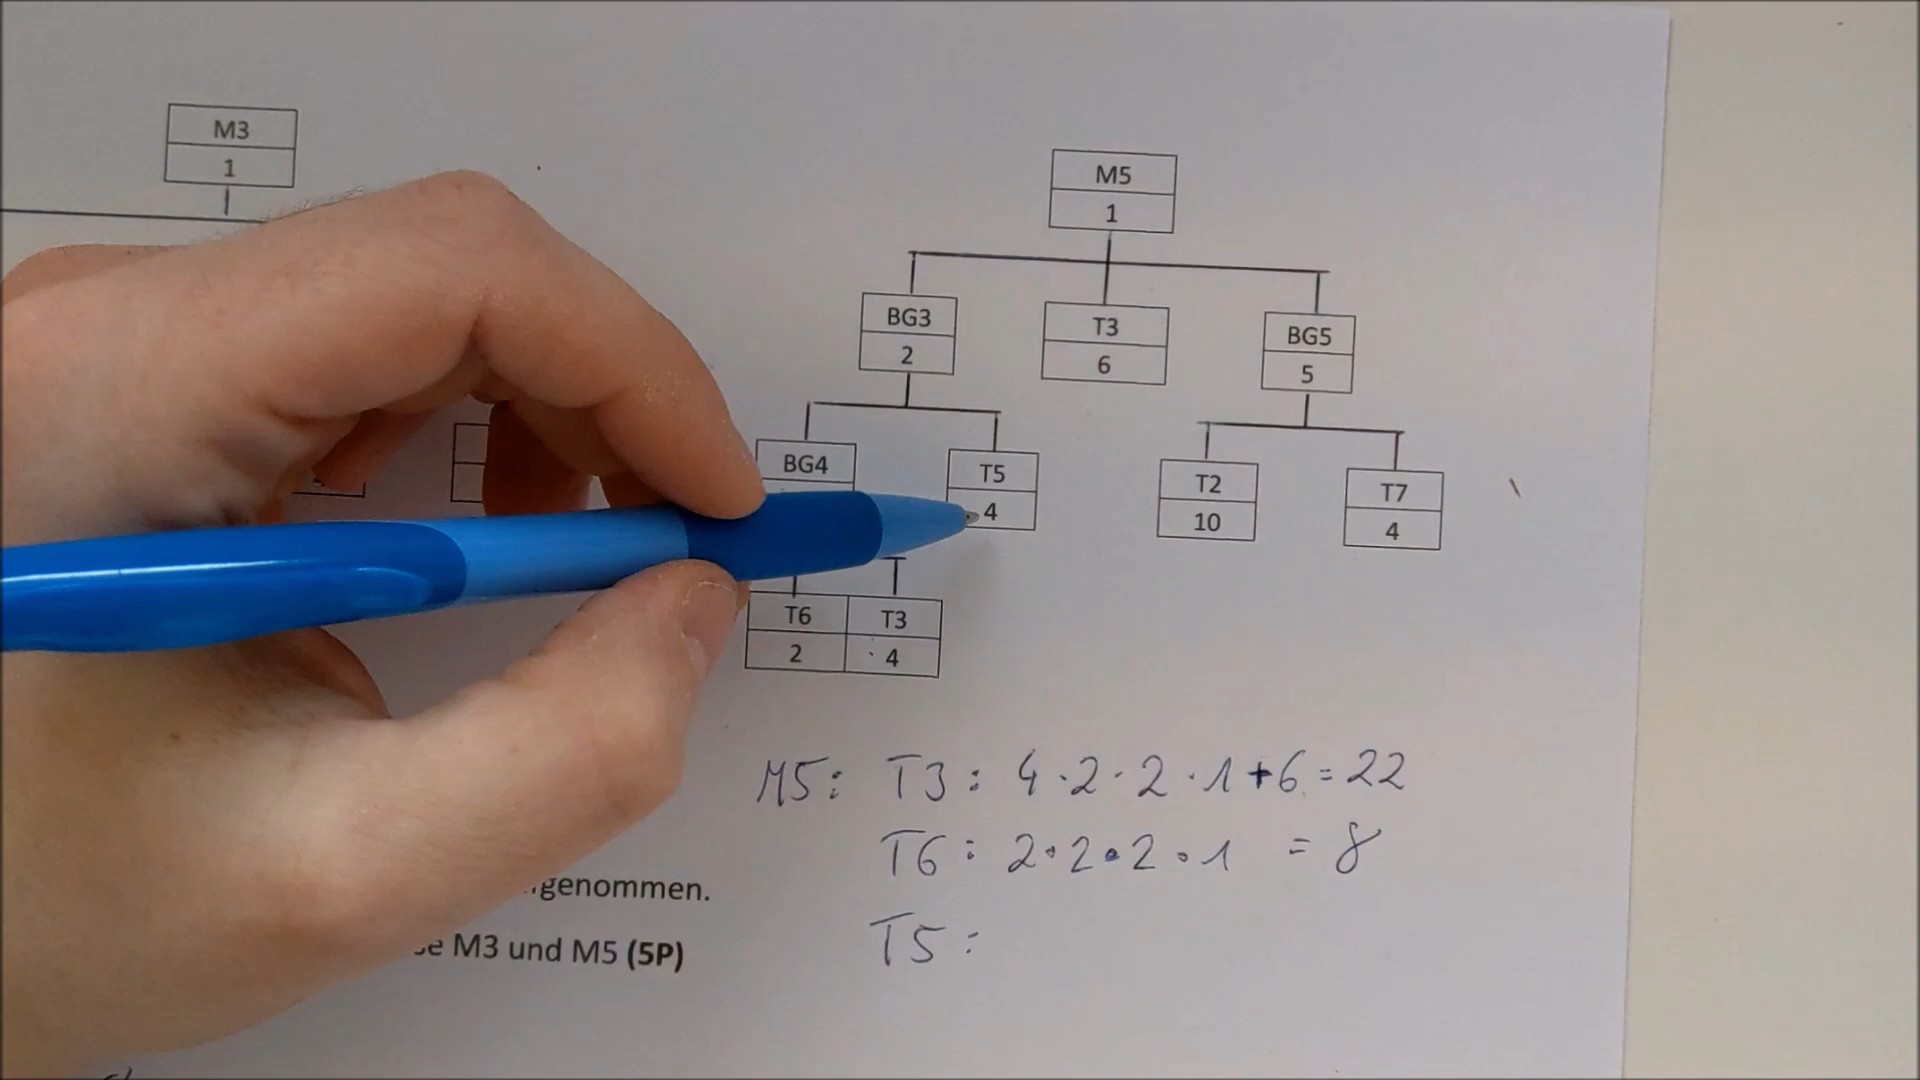 M3
1
M5
1
BG3
2
T3
6
BG5
5
BG4
T5
4
T2
10
T7
4
T6
2
T3
4
M5: T3: 4·2·2·1+6=22
T6: 2·2·2·1 = 8
T5:
genommen.
M3 und M5 (5P)